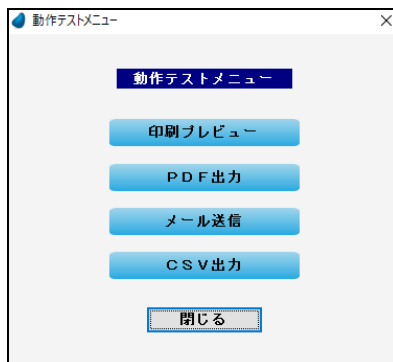 動作テストメニュー
動作テストメニュー
印刷プレビュー
ＰＤＦ出力
メール送信
ＣＳＶ出力
閉じる